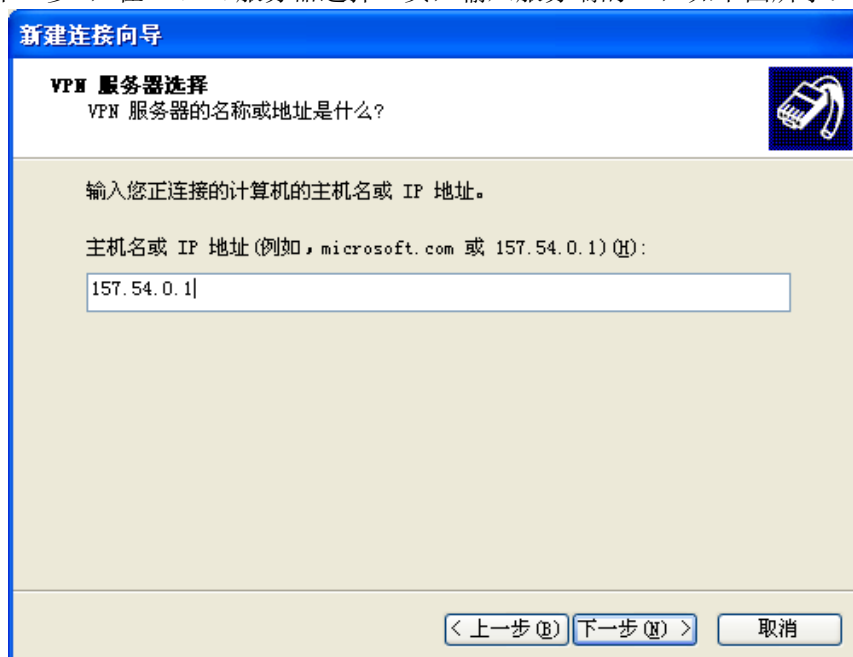 新建连接向导
VPN 服务器选择
VPN 服务器的名称或地址是什么?
输入您正连接的计算机的主机名或 IP 地址。
主机名或 IP 地址(例如，microsoft.com 或 157.54.0.1)(H):
157.54.0.1
< 上一步(B) 下一步(N) > 取消